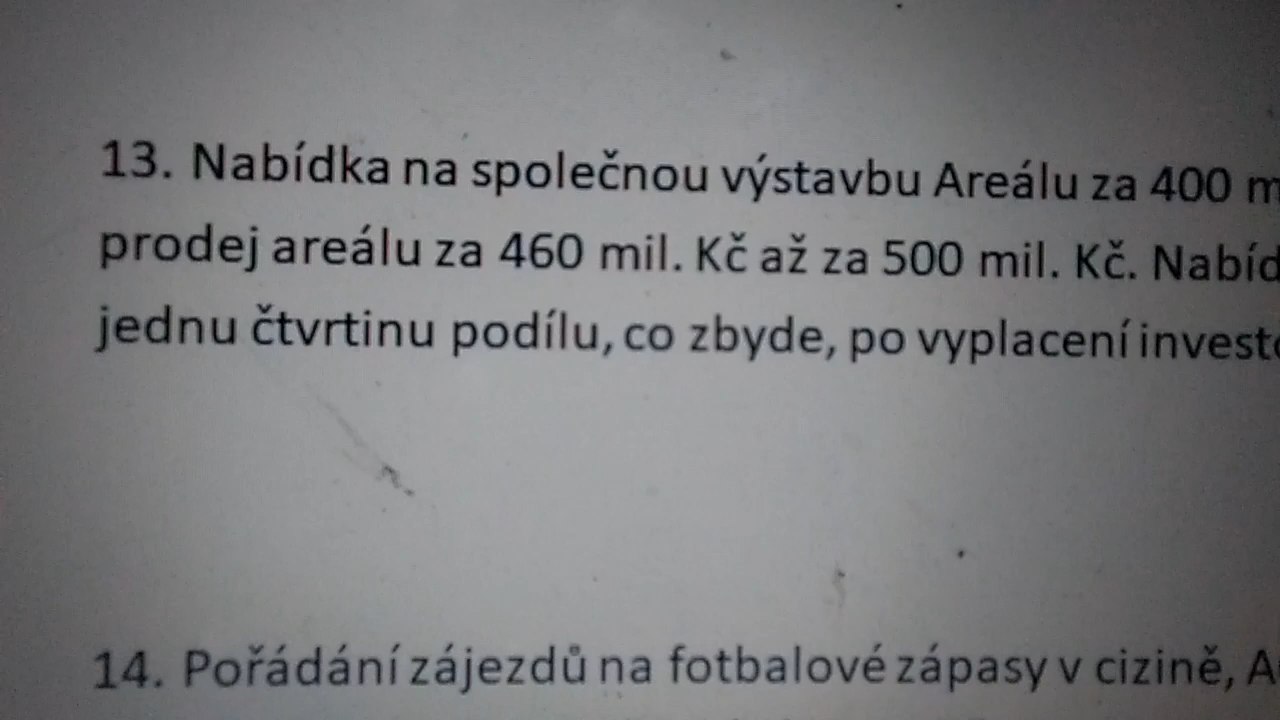 13. Nabídka na společnou výstavbu Areálu za 400
prodej areálu za 460 mil. Kč až za 500 mil. Kč.
jednu čtvrtinu podílu, co zbyde, po vyplacení
14. Pořádání zájezdů na fotbalové zápasy v cizině,